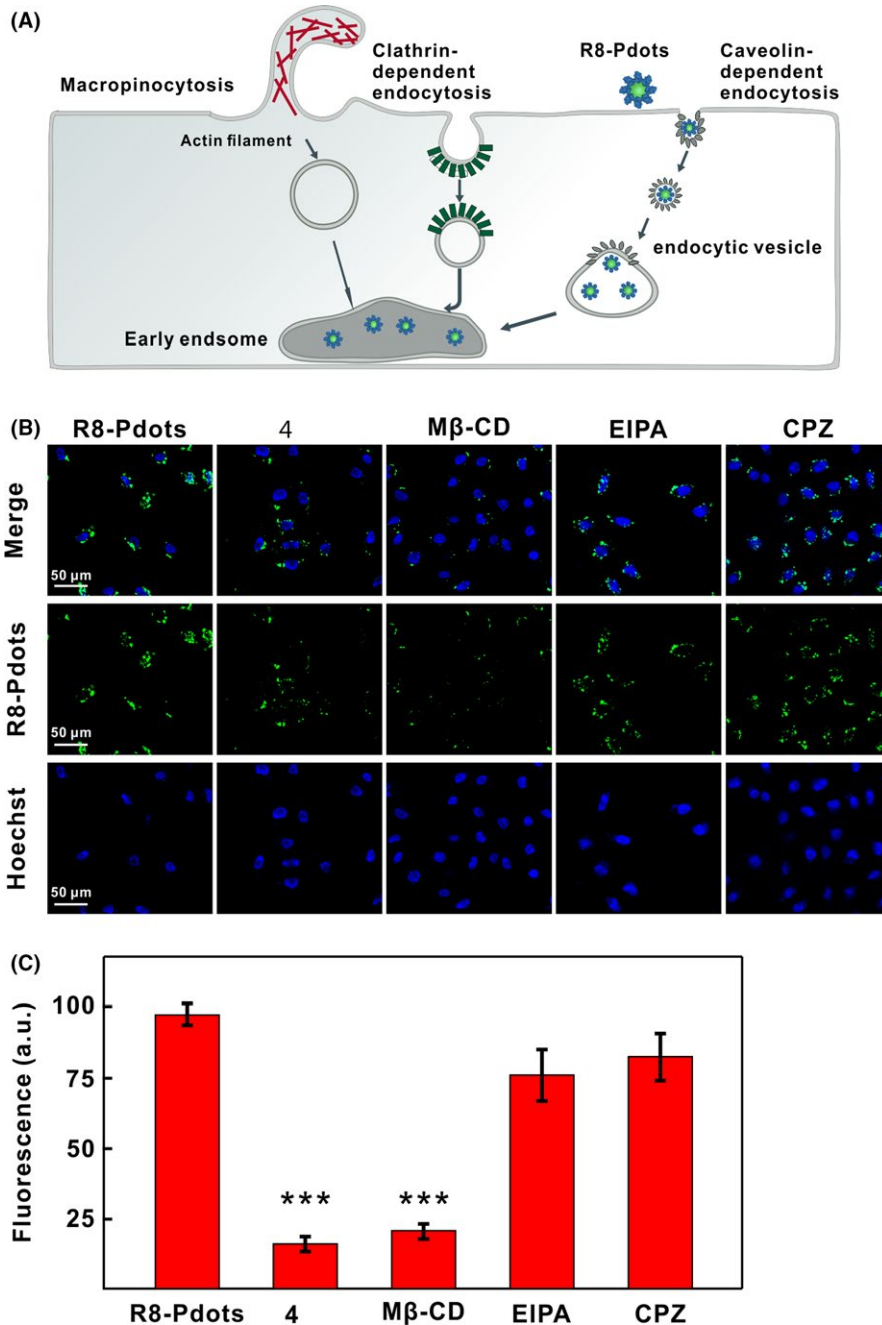 (A)
Macropinocytosis
Clathrin-
dependent
endocytosis
R8-Pdots
Caveolin-
dependent
endocytosis
Actin filament
endocytic vesicle
Early endsome
(B)
R8-Pdots
4
Mβ-CD
EIPA
CPZ
Merge
50 μm
R8-Pdots
50 μm
Hoechst
50 μm
(C)
Fluorescence (a.u.)
100
75
50
25
***
***
R8-Pdots
4
Mβ-CD
EIPA
CPZ